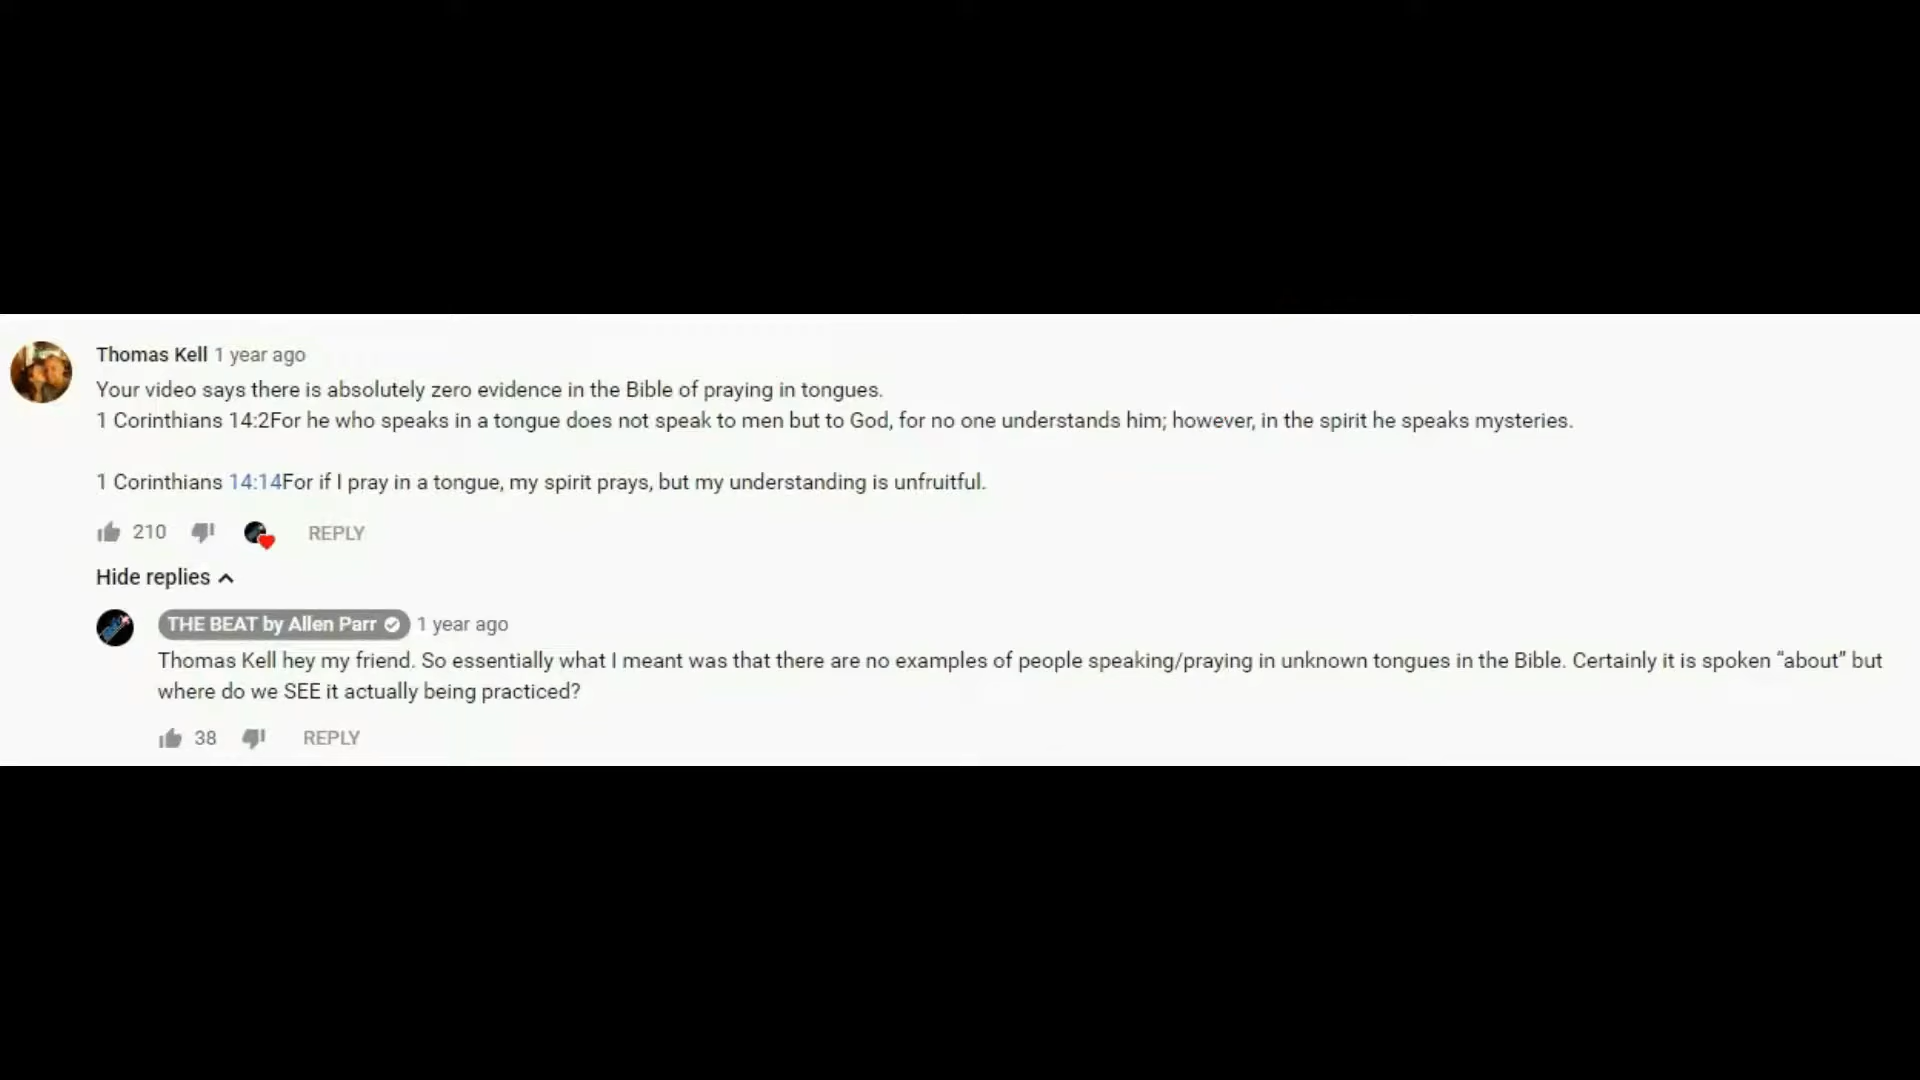 Thomas Kell 1 year ago
Your video says there is absolutely zero evidence in the Bible of praying in tongues.
1 Corinthians 14:2For he who speaks in a tongue does not speak to men but to God, for no one understands him; however, in the spirit he speaks mysteries.
1 Corinthians 14:14For if I pray in a tongue, my spirit prays, but my understanding is unfruitful.
210 REPLY
Hide replies
THE BEAT by Allen Parr 1 year ago
Thomas Kell hey my friend. So essentially what I meant was that there are no examples of people speaking/praying in unknown tongues in the Bible. Certainly it is spoken “about” but
where do we SEE it actually being practiced?
38 REPLY